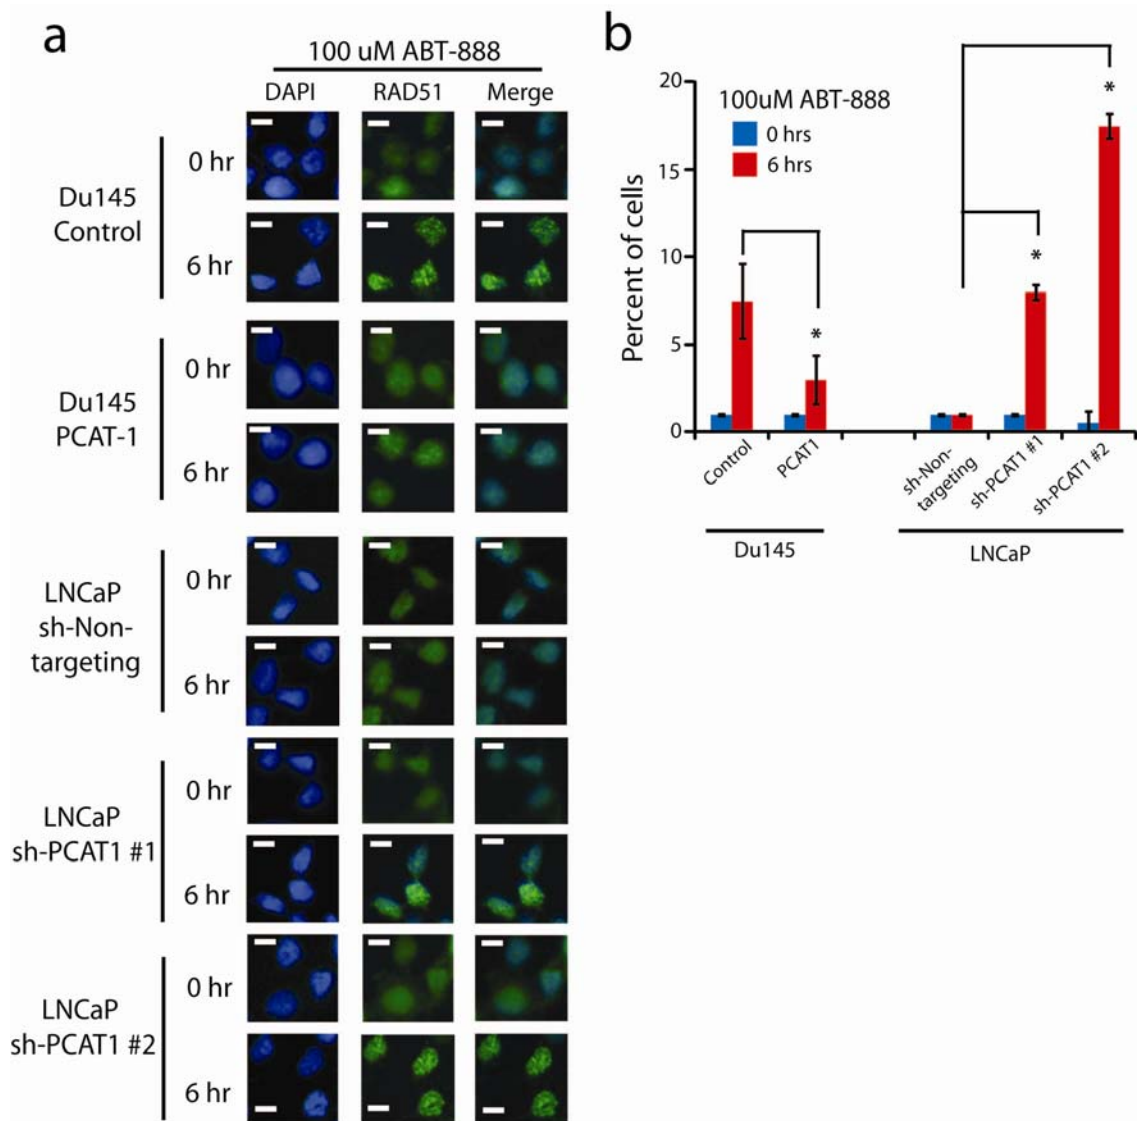 a
100 uM ABT-888
DAPI RAD51 Merge
Du145
Control
0 hr
6 hr
Du145
PCAT-1
0 hr
6 hr
LNCaP
sh-Non-
targeting
0 hr
6 hr
LNCaP
sh-PCAT1 #1
0 hr
6 hr
LNCaP
sh-PCAT1 #2
0 hr
6 hr
b
100uM ABT-888
0 hrs
6 hrs
Percent of cells
20
15
10
5
0
*
*
*
Control
PCAT1
sh-Non-
targeting
sh-PCAT1 #1
sh-PCAT1 #2
Du145
LNCaP